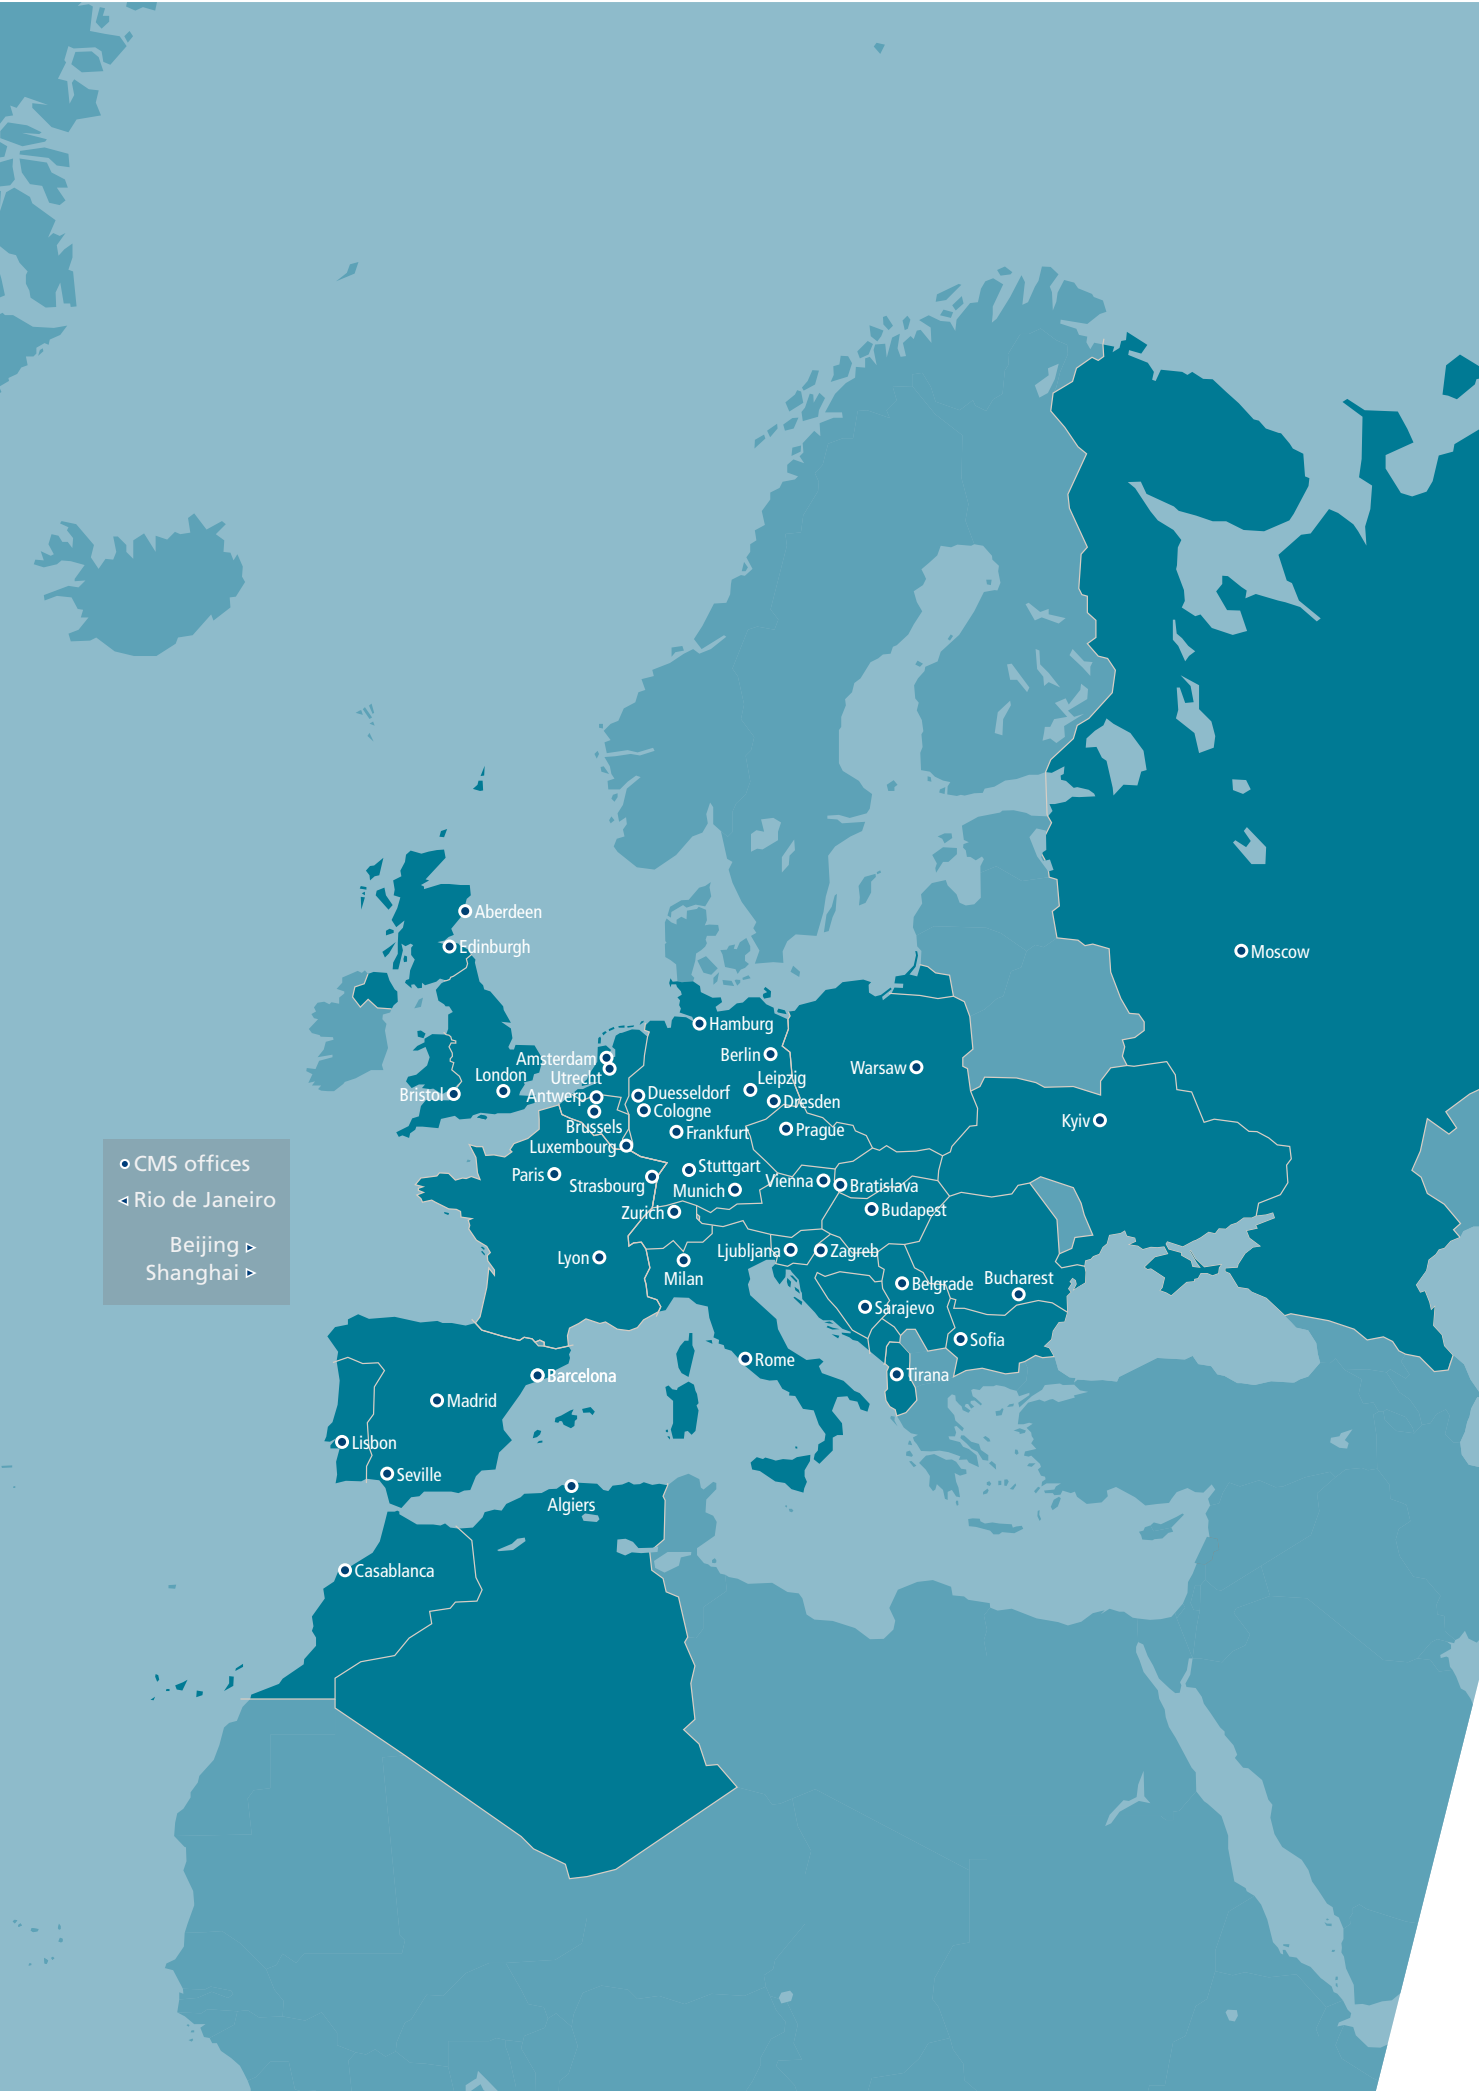 Aberdeen
Edinburgh
Moscow
Hamburg
Amsterdam
Berlin
Utrecht
Warsaw
London
Leipzig
Bristol
Antwerp
Duesseldorf
Dresden
Cologne
Kyiv
Brussels
Frankfurt
Prague
Luxembourg
CMS offices
Paris
Stuttgart
Strasbourg
Munich
Vienna
Bratislava
Rio de Janeiro
Zurich
Budapest
Beijing
Lyon
Ljubljana
Zagreb
Shanghai
Milan
Belgrade
Bucharest
Sarajevo
Sofia
Rome
Barcelona
Tirana
Madrid
Lisbon
Seville
Algiers
Casablanca